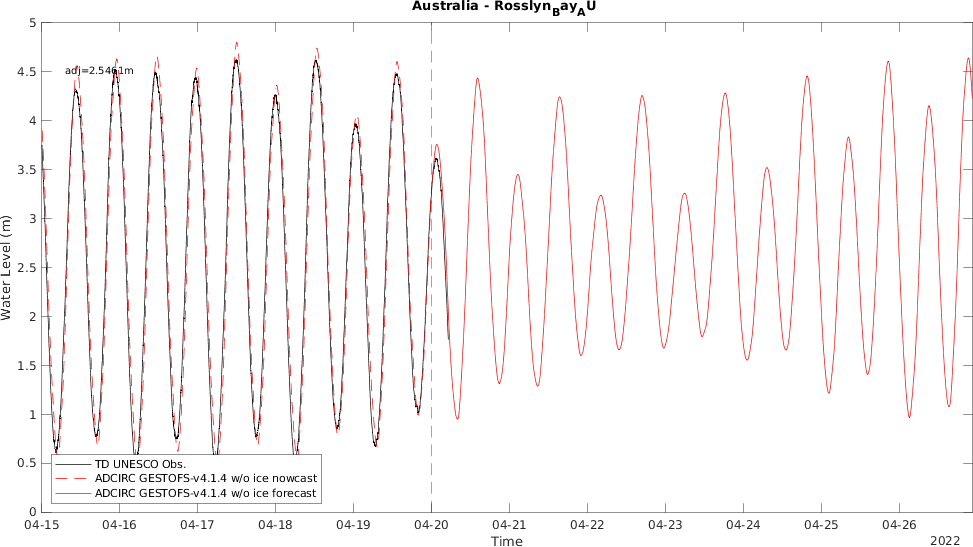 Australia - Rosslyn_Bay_AU
5
4.5
4
3.5
3
2.5
2
1.5
1
0.5
0
Water Level (m)
adj=2.5461m
TD UNESCO Obs.
ADCIRC GESTOFS-v4.1.4 w/o ice nowcast
ADCIRC GESTOFS-v4.1.4 w/o ice forecast
04-15 04-16 04-17 04-18 04-19 04-20 04-21 04-22 04-23 04-24 04-25 04-26
Time
2022